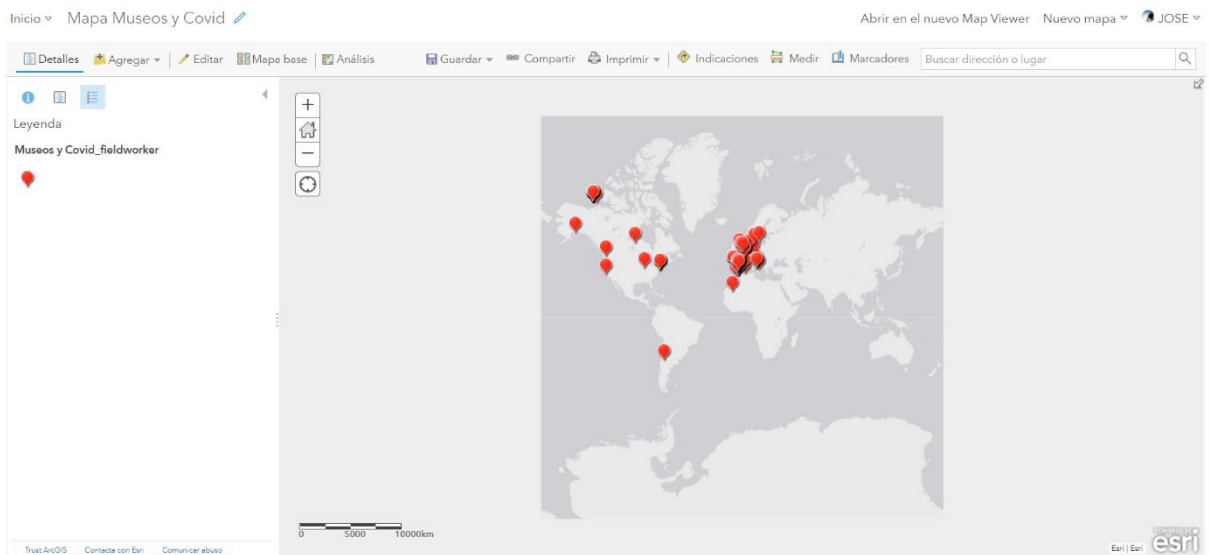 Inicio Mapa Museos y Covid Abrir en el nuevo Map Viewer Nuevo mapa JOSE
Detalles Agregar Editar Mapa base Análisis Guardar Compartir Imprimir Indicaciones Medir Marcadores Buscar dirección o lugar
Leyenda
Museos y Covid_fieldworker
0 5000 10000km
Trust ArcGIS Contacta con Esri Comunicar abuso
Esri | Esri
POWERED BY
esri